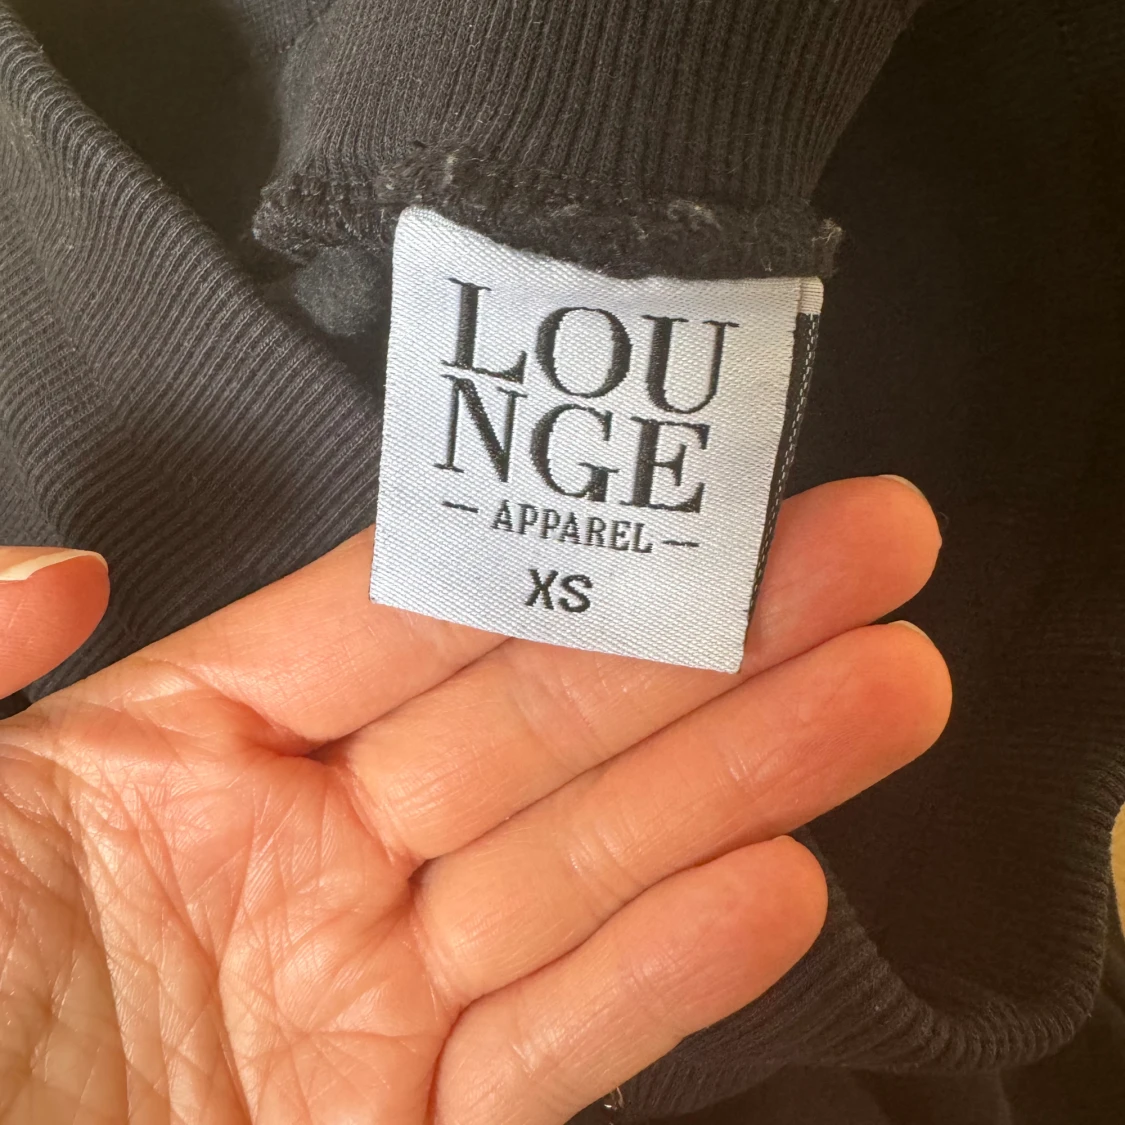 LOU
NGE
— APPAREL —
XS